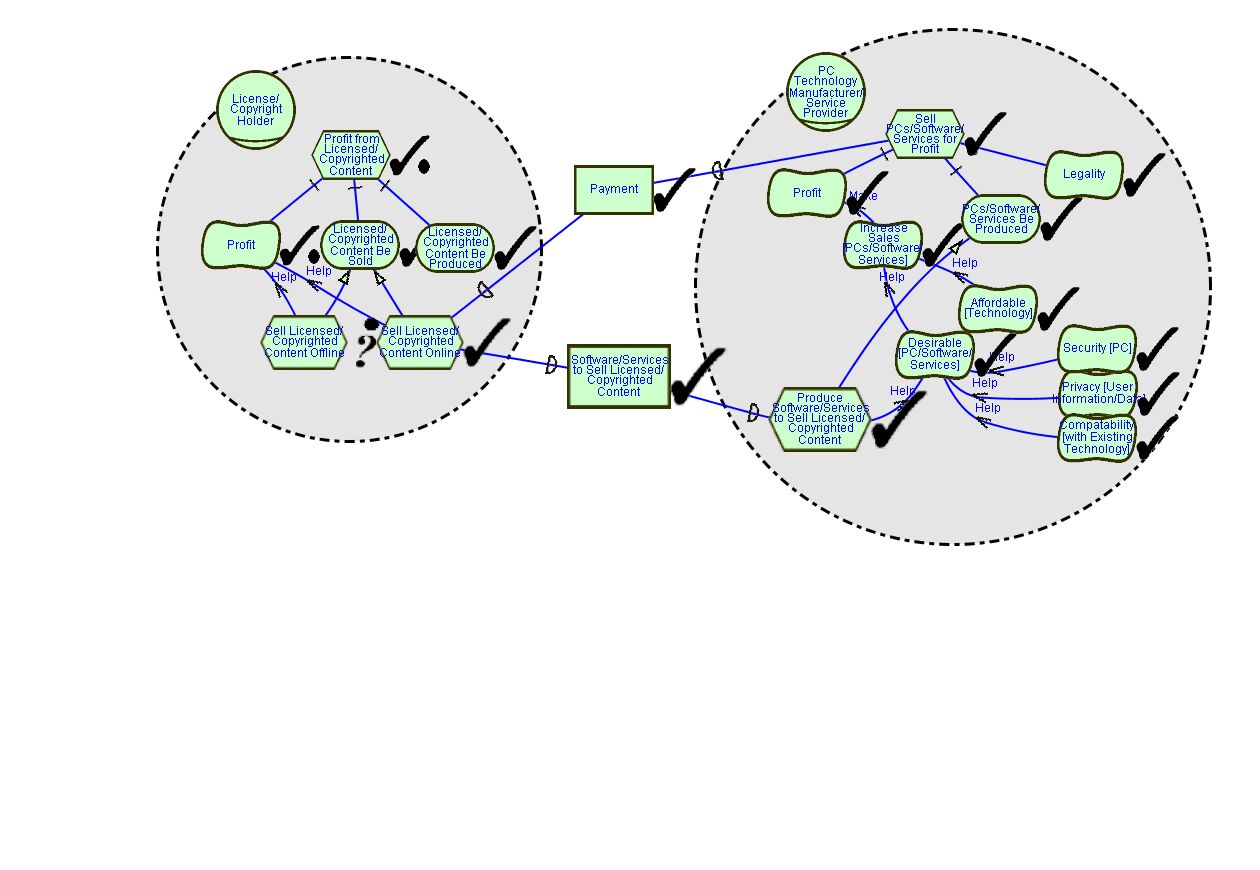 License/
Copyright
Holder
Profit from
Licensed/
Copyrighted
Content
Profit
Licensed/
Copyrighted
Content Be
Sold
Licensed/
Copyrighted
Content Be
Produced
Help
Help
Sell Licensed/
Copyrighted
Content Offline
?
Sell Licensed/
Copyrighted
Content Online
Payment
Software/Services
to Sell Licensed/
Copyrighted
Content
PC
Technology
Manufacturer/
Service
Provider
Sell
PCs/Software/
Services for
Profit
Legality
Profit
Make
PCs/Software/
Services Be
Produced
Increase
Sales
[PCs/Software/
Services]
Help
Help
Affordable
[Technology]
Desirable
[PC/Software/
Services]
Help
Security [PC]
Help
Privacy [User
Information/Data]
Help
Compatability
[with Existing
Technology]
Help
Produce
Software/Services
to Sell Licensed/
Copyrighted
Content